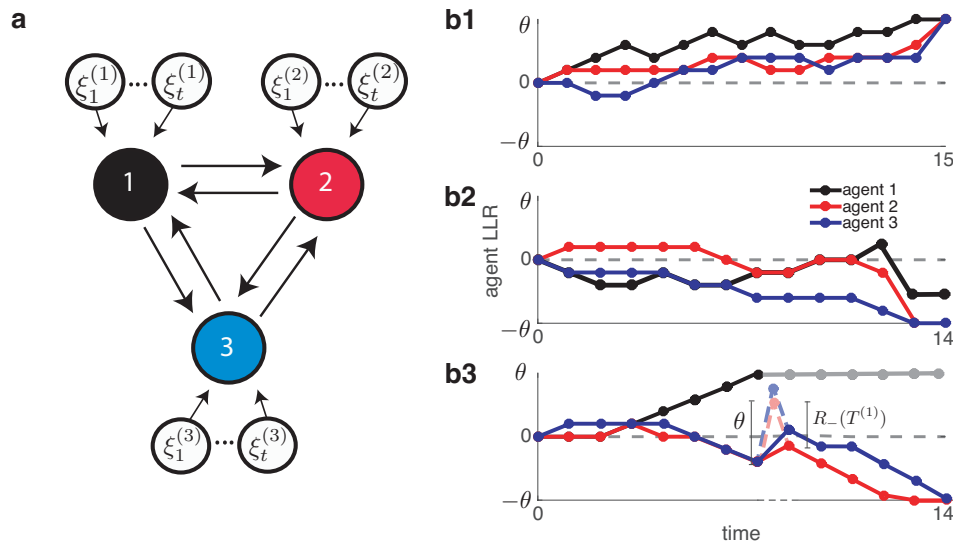 a
ξ₁⁽¹⁾ ... ξₜ⁽¹⁾
ξ₁⁽²⁾ ... ξₜ⁽²⁾
1
2
3
ξ₁⁽³⁾ ... ξₜ⁽³⁾
b1
θ
0
−θ
0
15
b2
θ
0
−θ
0
14
agent LLR
agent 1
agent 2
agent 3
b3
θ
0
−θ
θ
R₋(T⁽¹⁾)
0
14
time